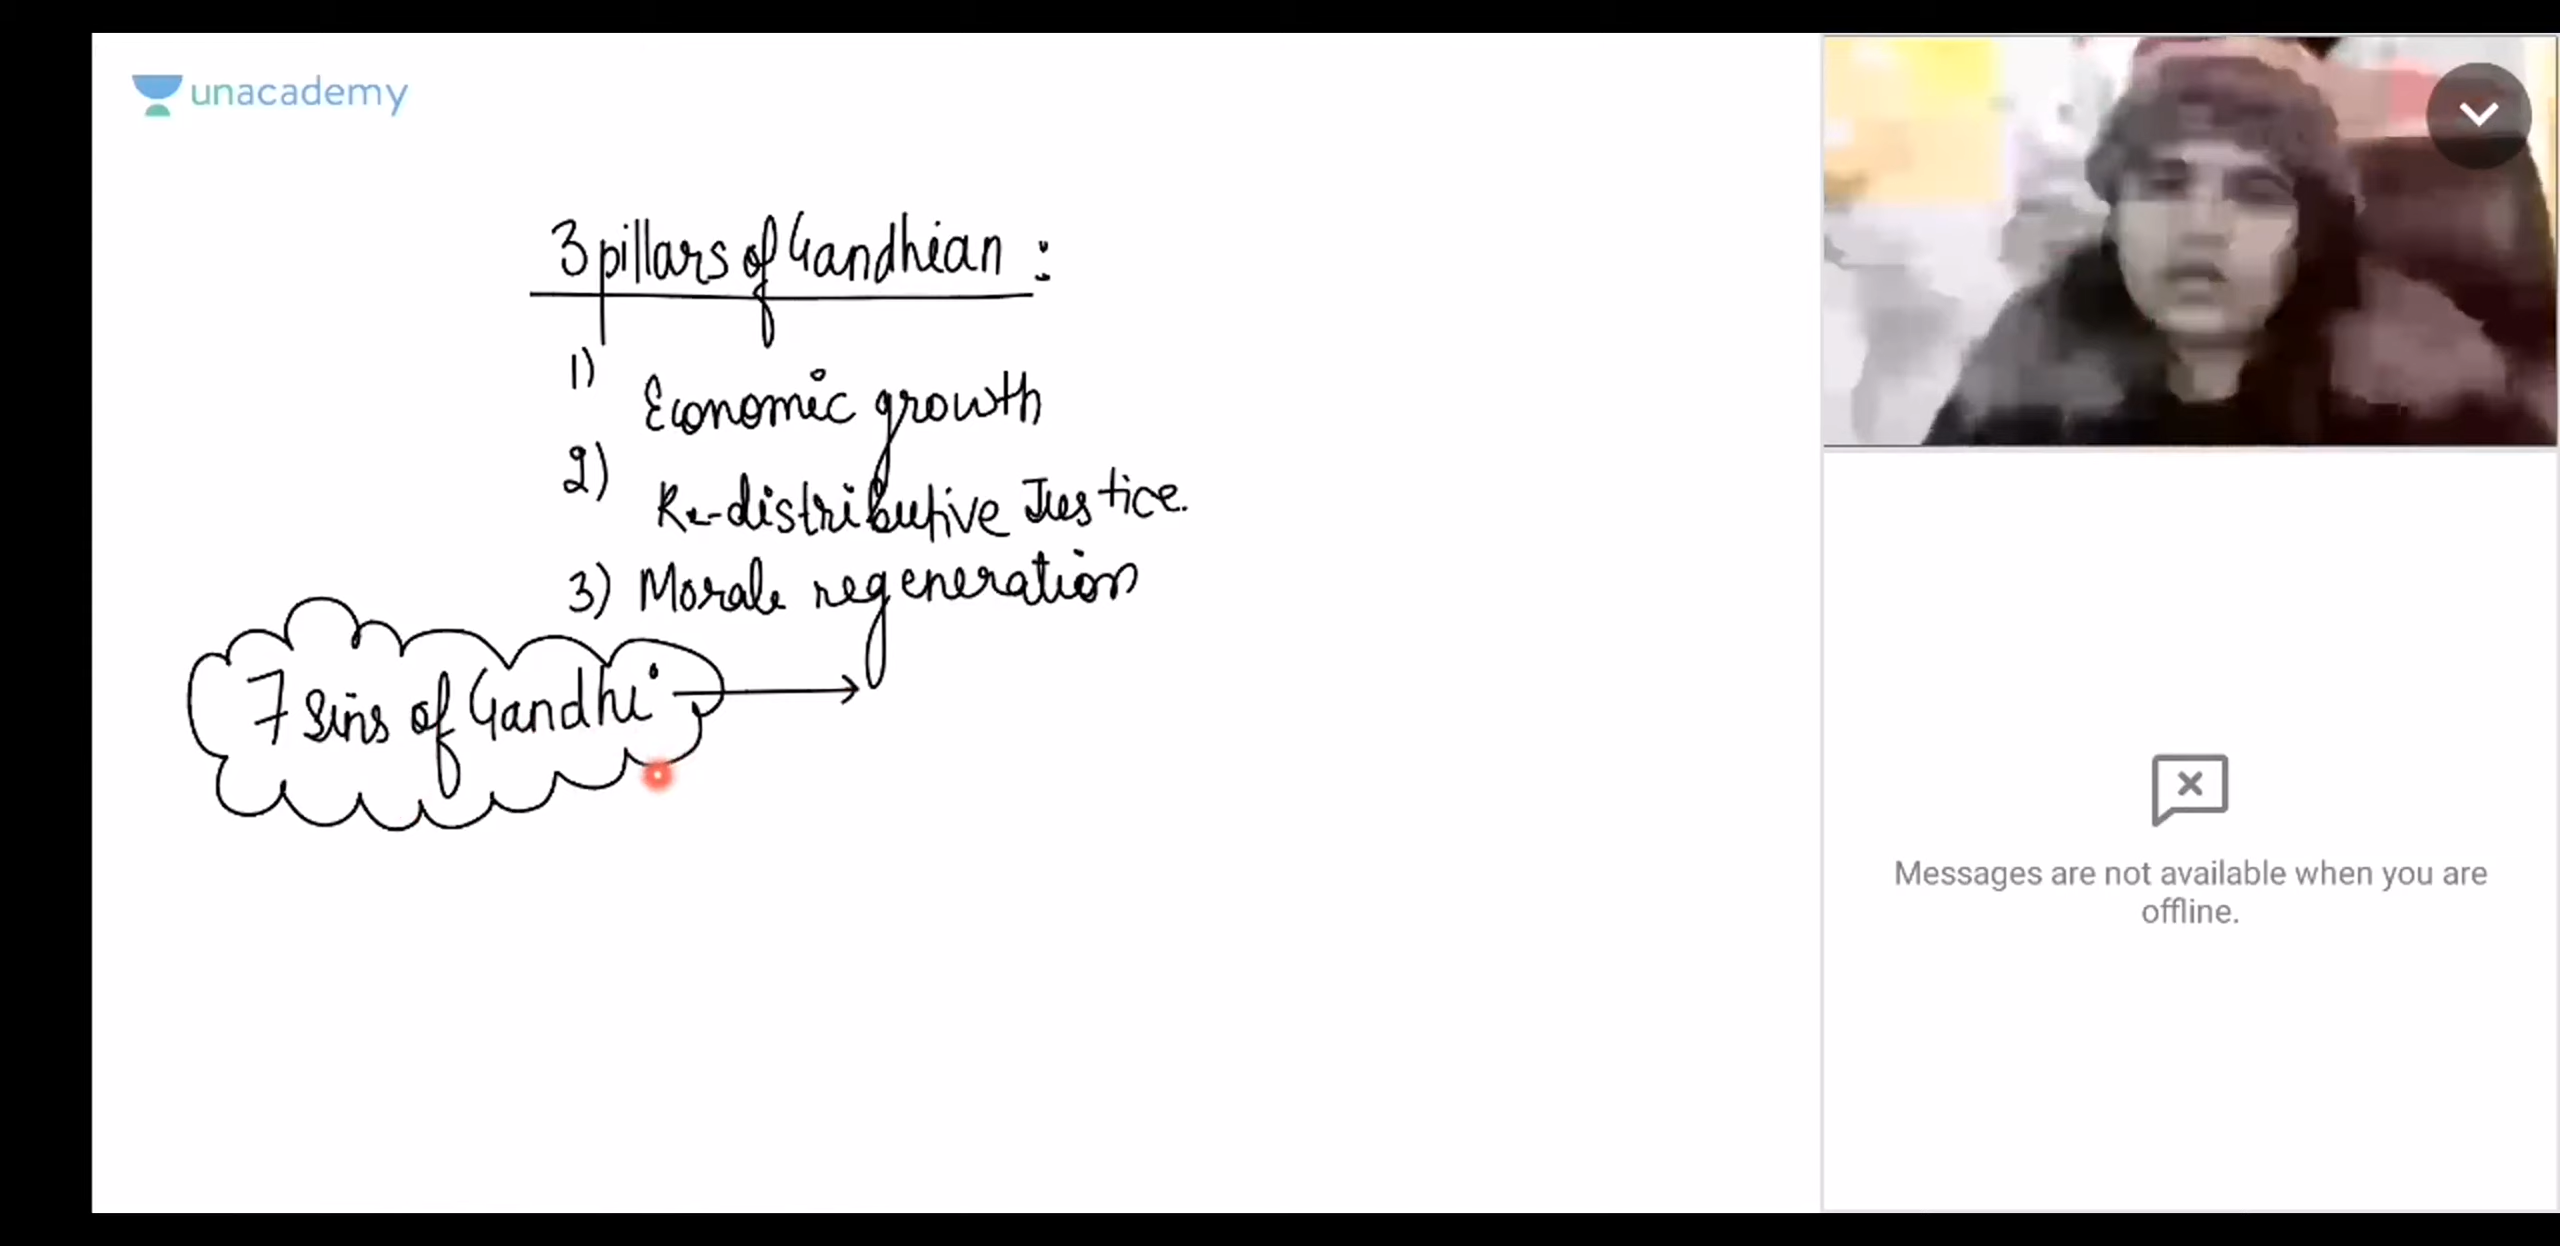 unacademy
3 pillars of Gandhian :
1) Economic growth
2) Re-distributive Justice.
3) Morale regeneration
7 Sins of Gandhi
Messages are not available when you are
offline.